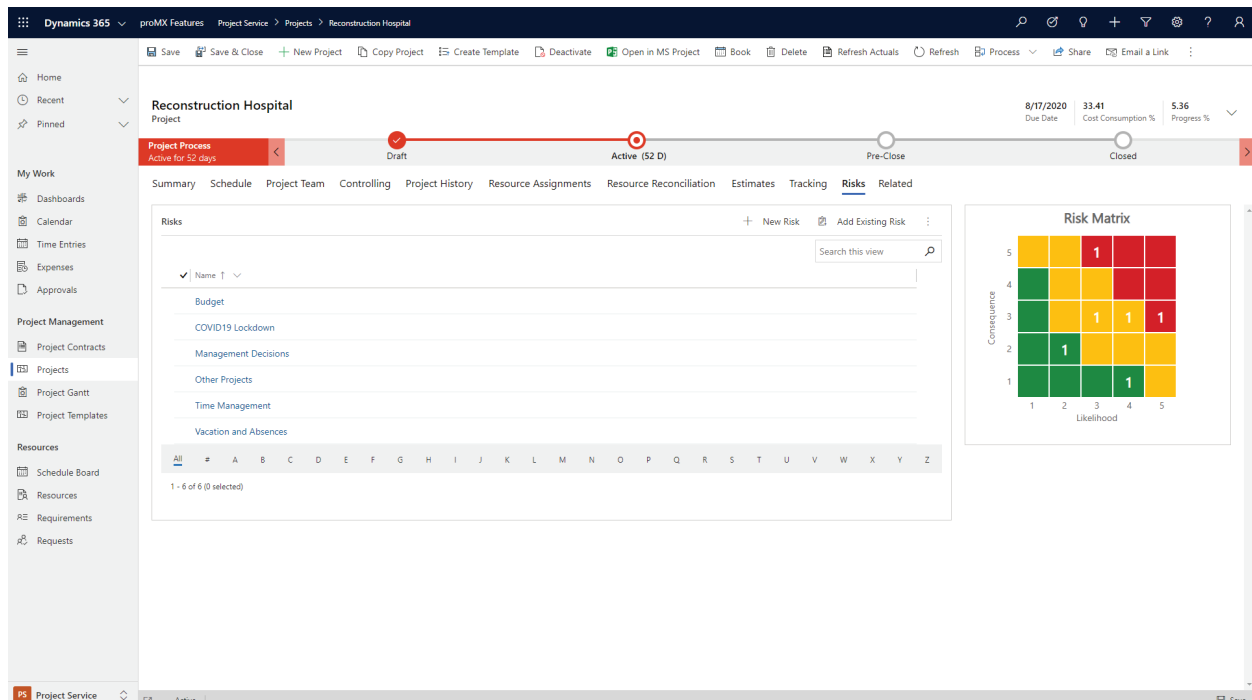 Dynamics 365 proMX Features Project Service > Projects > Reconstruction Hospital ?
Save Save & Close New Project Copy Project Create Template Deactivate Open in MS Project Book Delete Refresh Actuals Refresh Process Share Email a Link
Home
Recent
Pinned
My Work
Dashboards
Calendar
Time Entries
Expenses
Approvals
Project Management
Project Contracts
Projects
Project Gantt
Project Templates
Resources
Schedule Board
Resources
Requirements
Requests
PS Project Service
Reconstruction Hospital
Project
8/17/2020 33.41 5.36
Due Date Cost Consumption % Progress %
Project Process
Active for 52 days
Draft Active (52 D) Pre-Close Closed
Summary Schedule Project Team Controlling Project History Resource Assignments Resource Reconciliation Estimates Tracking Risks Related
Risks New Risk Add Existing Risk
Search this view
Name ↑
Budget
COVID19 Lockdown
Management Decisions
Other Projects
Time Management
Vacation and Absences
All # A B C D E F G H I J K L M N O P Q R S T U V W X Y Z
1 - 6 of 6 (0 selected)
Risk Matrix
Consequence
5 1
4
3 1 1 1
2 1
1 1
1 2 3 4 5
Likelihood
Active Save